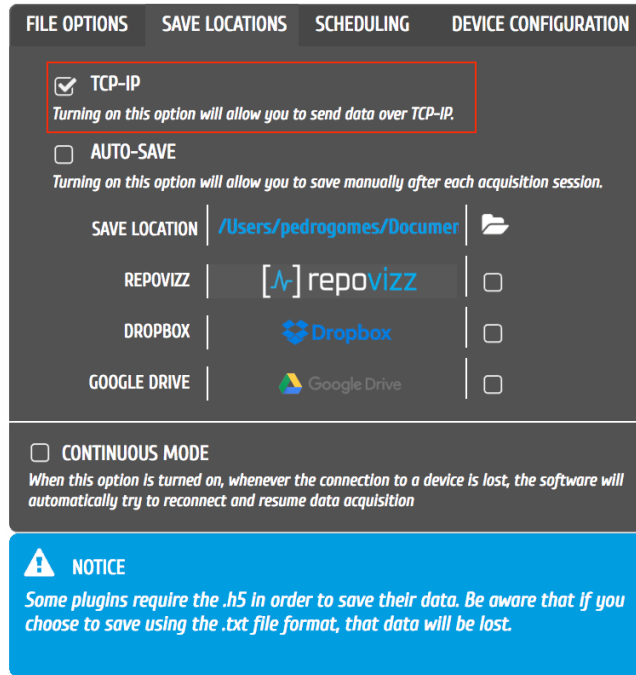 FILE OPTIONS SAVE LOCATIONS SCHEDULING DEVICE CONFIGURATION
TCP-IP
Turning on this option will allow you to send data over TCP-IP.
AUTO-SAVE
Turning on this option will allow you to save manually after each acquisition session.
SAVE LOCATION /Users/pedrogomes/Documer
REPOVIZZ repovizz
DROPBOX Dropbox
GOOGLE DRIVE Google Drive
CONTINUOUS MODE
When this option is turned on, whenever the connection to a device is lost, the software will
automatically try to reconnect and resume data acquisition
NOTICE
Some plugins require the .h5 in order to save their data. Be aware that if you
choose to save using the .txt file format, that data will be lost.